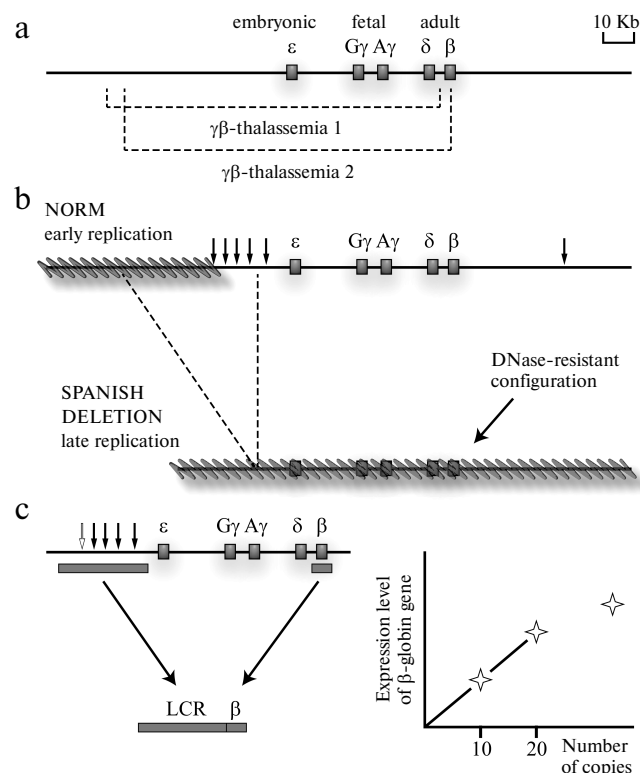 a
embryonic fetal adult
10 Kb
ε Gγ Aγ δ β
γβ-thalassemia 1
γβ-thalassemia 2
b
NORM
early replication
ε Gγ Aγ δ β
DNase-resistant
configuration
SPANISH
DELETION
late replication
c
ε Gγ Aγ δ β
LCR β
Expression level
of β-globin gene
10 20 Number
of copies